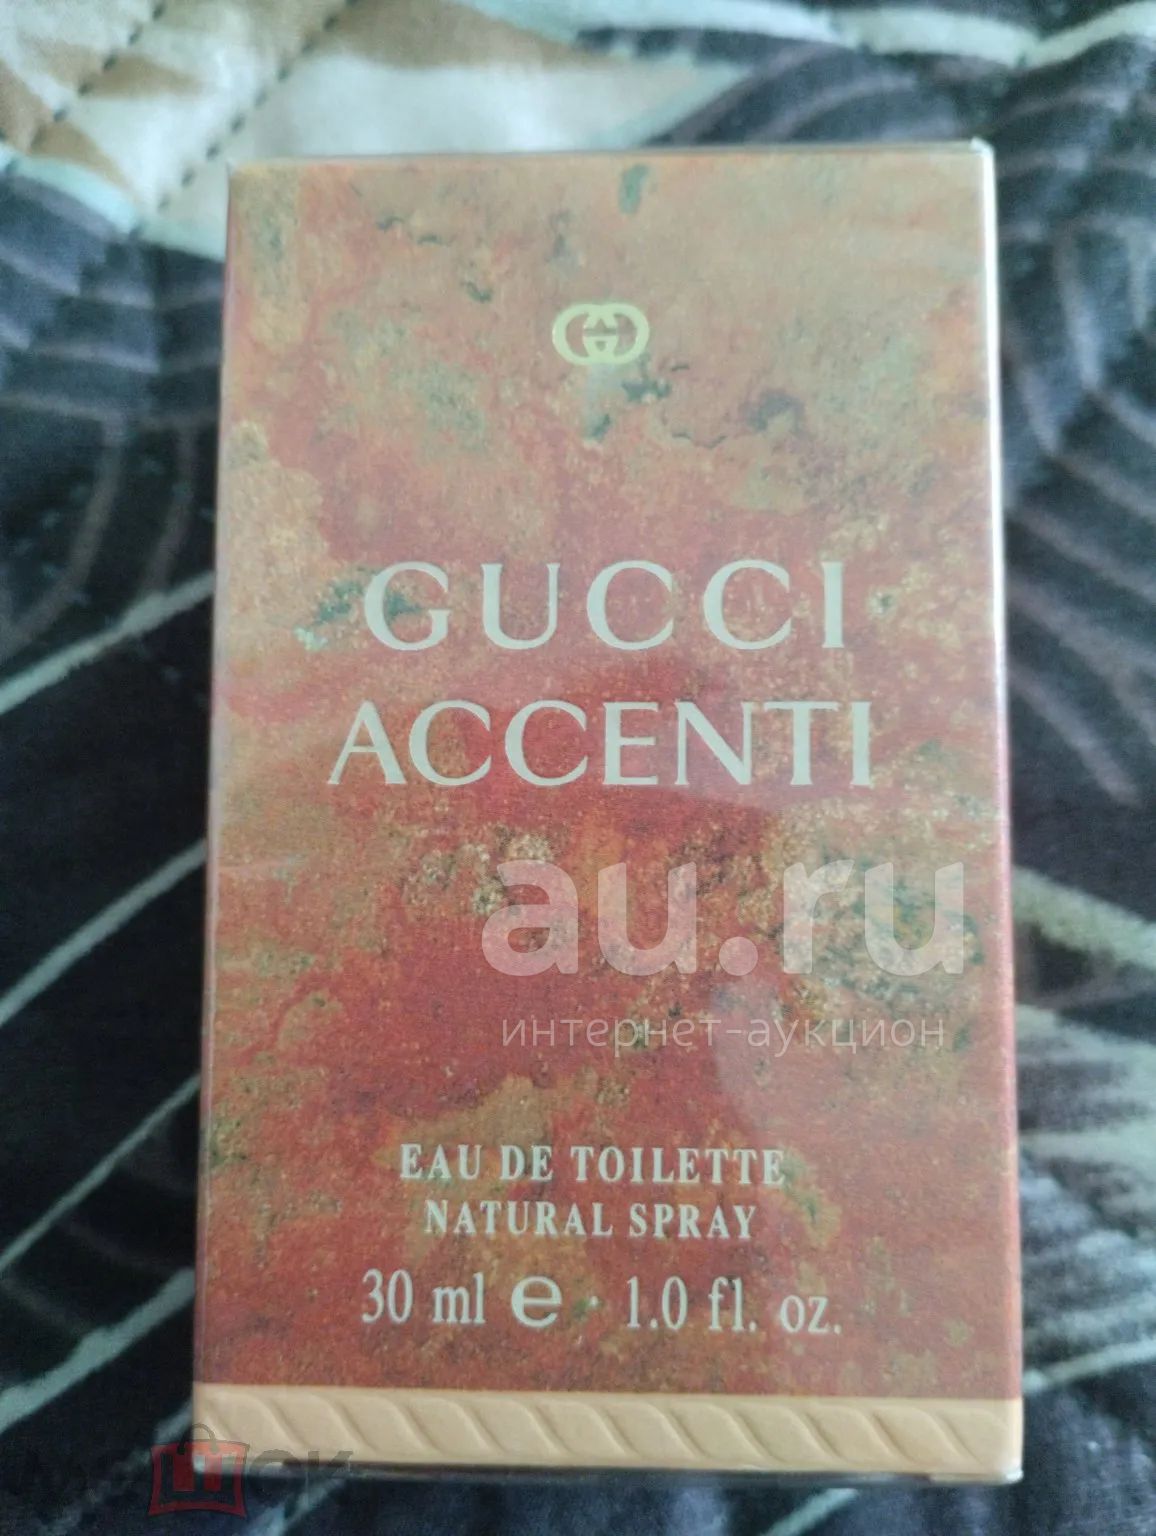 GUCCI
ACCENTI
au.ru
интернет-аукцион
EAU DE TOILETTE
NATURAL SPRAY
30 ml e · 1.0 fl. oz.